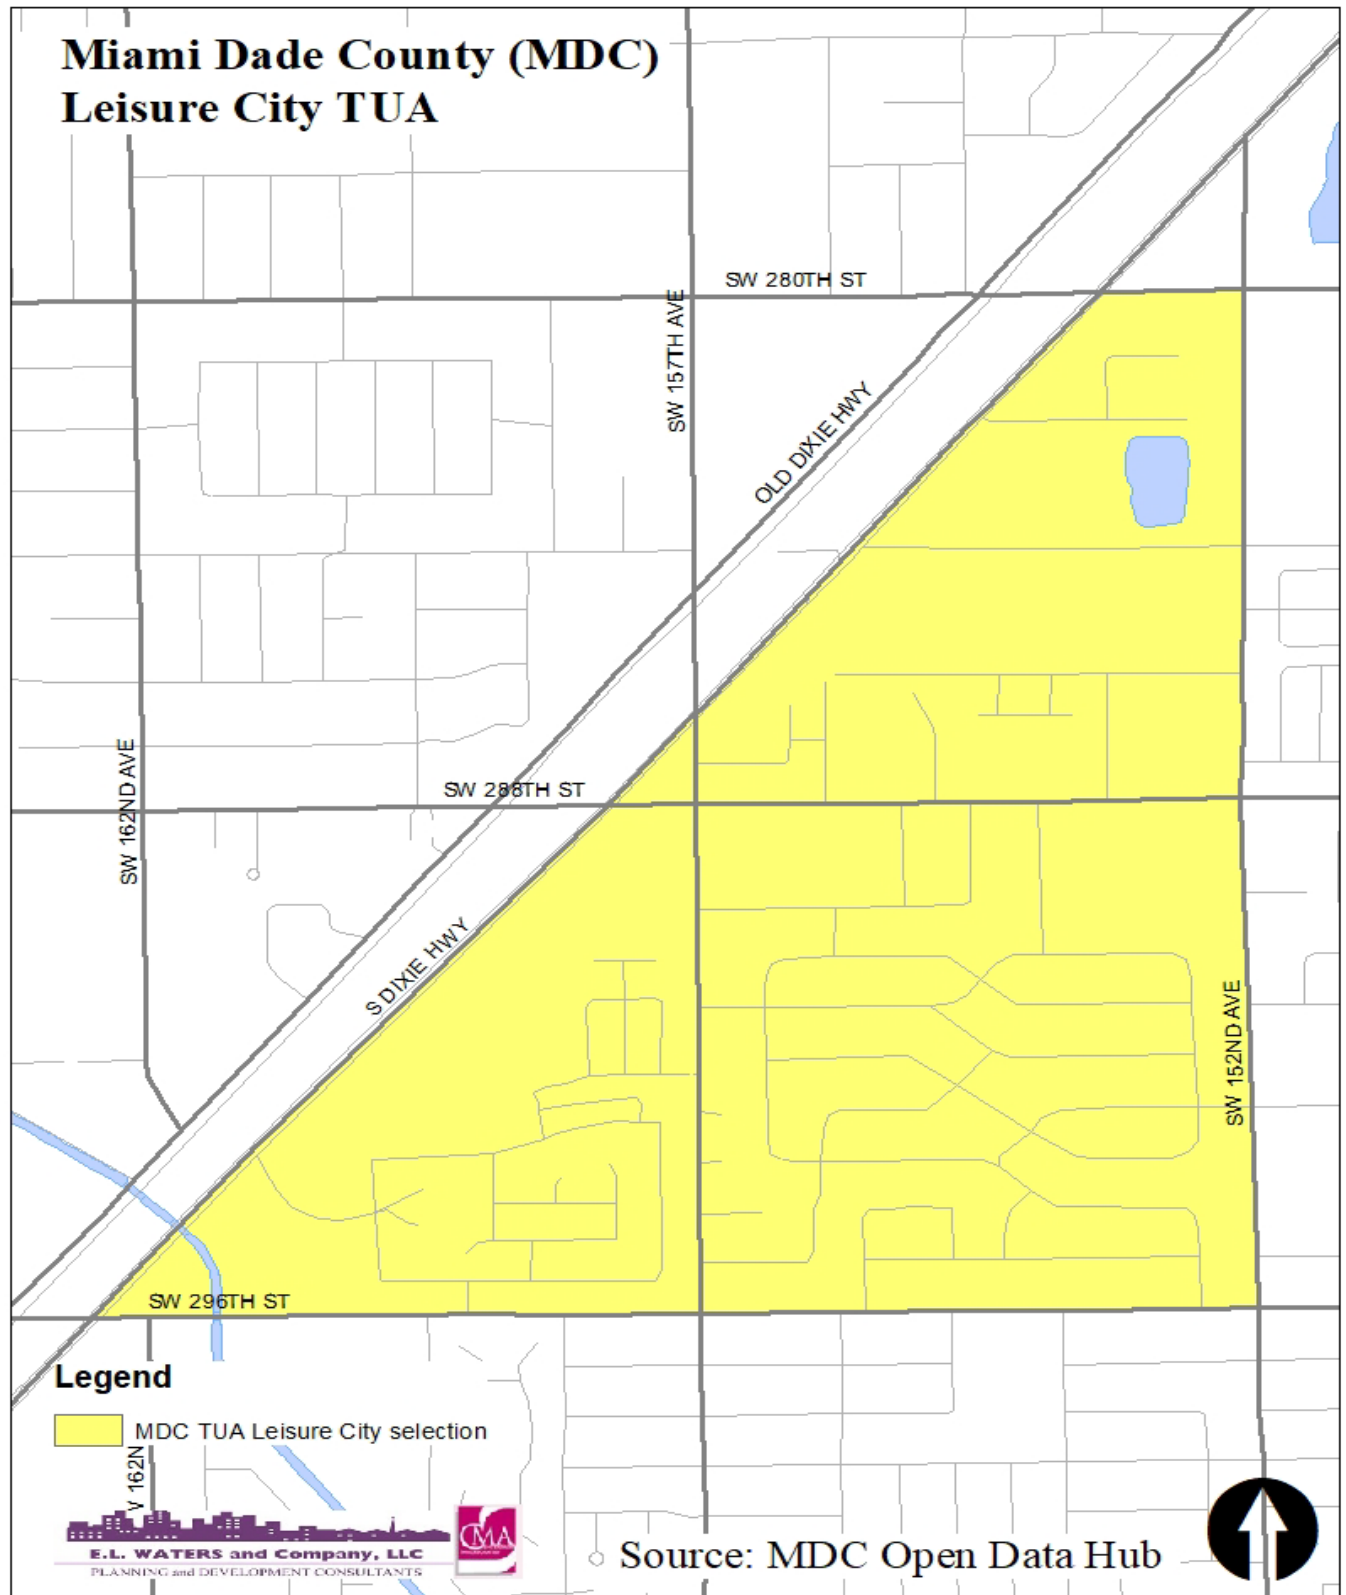 Miami Dade County (MDC)
Leisure City TUA
SW 280TH ST
SW 157TH AVE
OLD DIXIE HWY
SW 162ND AVE
SW 288TH ST
S DIXIE HWY
SW 152ND AVE
SW 296TH ST
Legend
MDC TUA Leisure City selection
162N
CMA
E.L. WATERS and Company, LLC
PLANNING and DEVELOPMENT CONSULTANTS
Source: MDC Open Data Hub